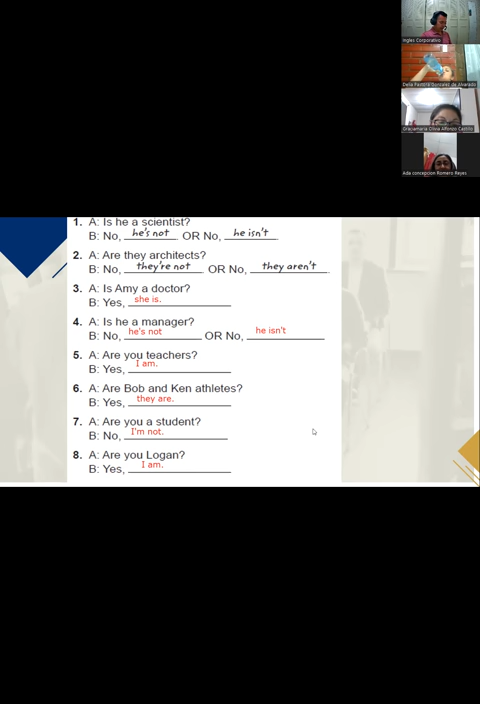 Ingles Corporativo
Delia Pastora Gonzales de Alvarado
Graciamaria Olivia Alfonso Castillo
Ada concepcion Romero Reyes
1. A: Is he a scientist?
B: No, he's not OR No, he isn't.
2. A: Are they architects?
B: No, they're not OR No, they aren't.
3. A: Is Amy a doctor?
B: Yes, she is.
4. A: Is he a manager?
B: No, he's not OR No, he isn't
5. A: Are you teachers?
B: Yes, I am.
6. A: Are Bob and Ken athletes?
B: Yes, they are.
7. A: Are you a student?
B: No, I'm not.
8. A: Are you Logan?
B: Yes, I am.